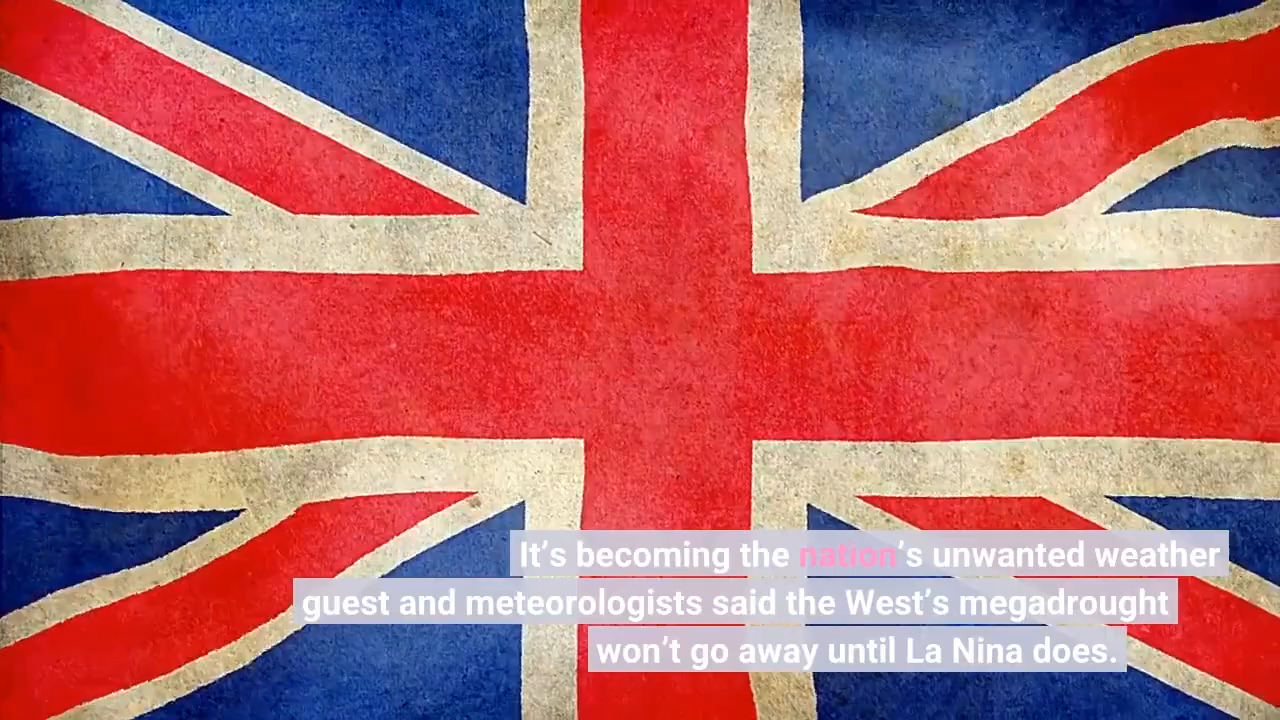 It’s becoming the nation’s unwanted weather
guest and meteorologists said the West’s megadrought
won’t go away until La Nina does.